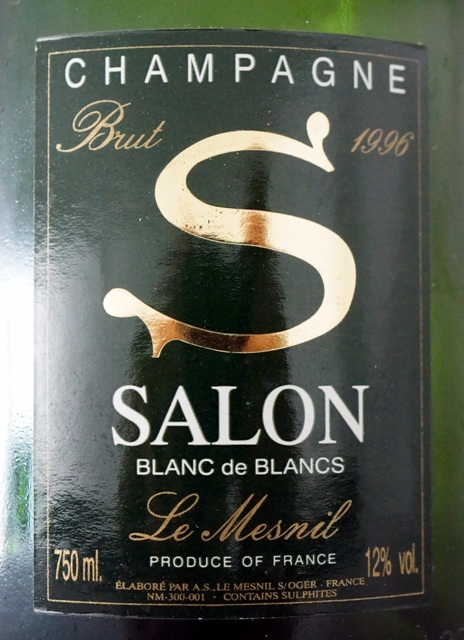 CHAMPAGNE
Brut 1996
S
SALON
BLANC de BLANCS
Le Mesnil
PRODUCE OF FRANCE
750 ml. 12% vol.
ÉLABORÉ PAR A.S., LE MESNIL S/OGER - FRANCE
NM-300-001 - CONTAINS SULPHITES